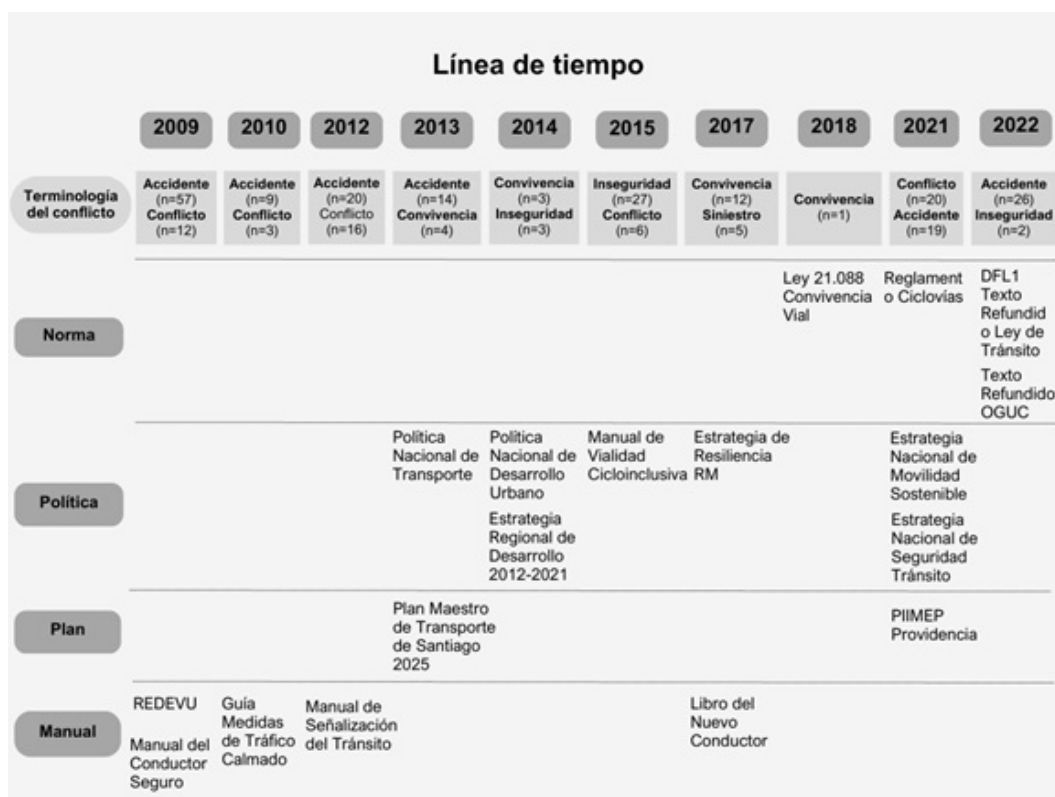 Línea de tiempo
2009 2010 2012 2013 2014 2015 2017 2018 2021 2022
Terminología
del conflicto
Accidente
(n=57)
Conflicto
(n=12)
Accidente
(n=9)
Conflicto
(n=3)
Accidente
(n=20)
Conflicto
(n=16)
Accidente
(n=14)
Convivencia
(n=4)
Convivencia
(n=3)
Inseguridad
(n=3)
Inseguridad
(n=27)
Conflicto
(n=6)
Convivencia
(n=12)
Siniestro
(n=5)
Convivencia
(n=1)
Conflicto
(n=20)
Accidente
(n=19)
Accidente
(n=26)
Inseguridad
(n=2)
Norma
Ley 21.088
Convivencia
Vial
Reglament
o Ciclovías
DFL1
Texto
Refundid
o Ley de
Tránsito
Texto
Refundido
OGUC
Política
Política
Nacional de
Transporte
Política
Nacional de
Desarrollo
Urbano
Estrategia
Regional de
Desarrollo
2012-2021
Manual de
Vialidad
Cicloinclusiva
Estrategia de
Resiliencia
RM
Estrategia
Nacional de
Movilidad
Sostenible
Estrategia
Nacional de
Seguridad
Tránsito
Plan
Plan Maestro
de Transporte
de Santiago
2025
PIIMEP
Providencia
Manual
REDEVU
Manual del
Conductor
Seguro
Guía
Medidas
de Tráfico
Calmado
Manual de
Señalización
del Tránsito
Libro del
Nuevo
Conductor